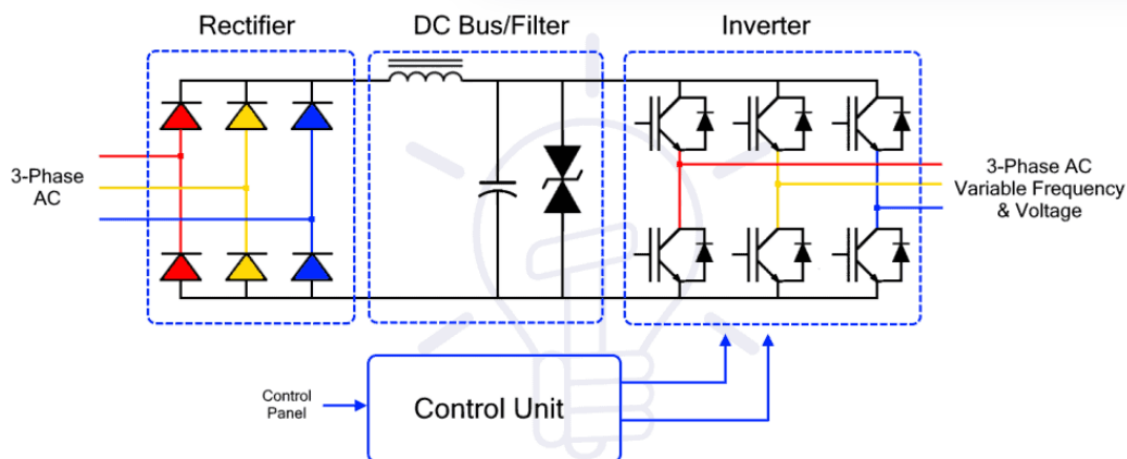 Rectifier
DC Bus/Filter
Inverter
3-Phase
AC
3-Phase AC
Variable Frequency
& Voltage
Control
Panel
Control Unit